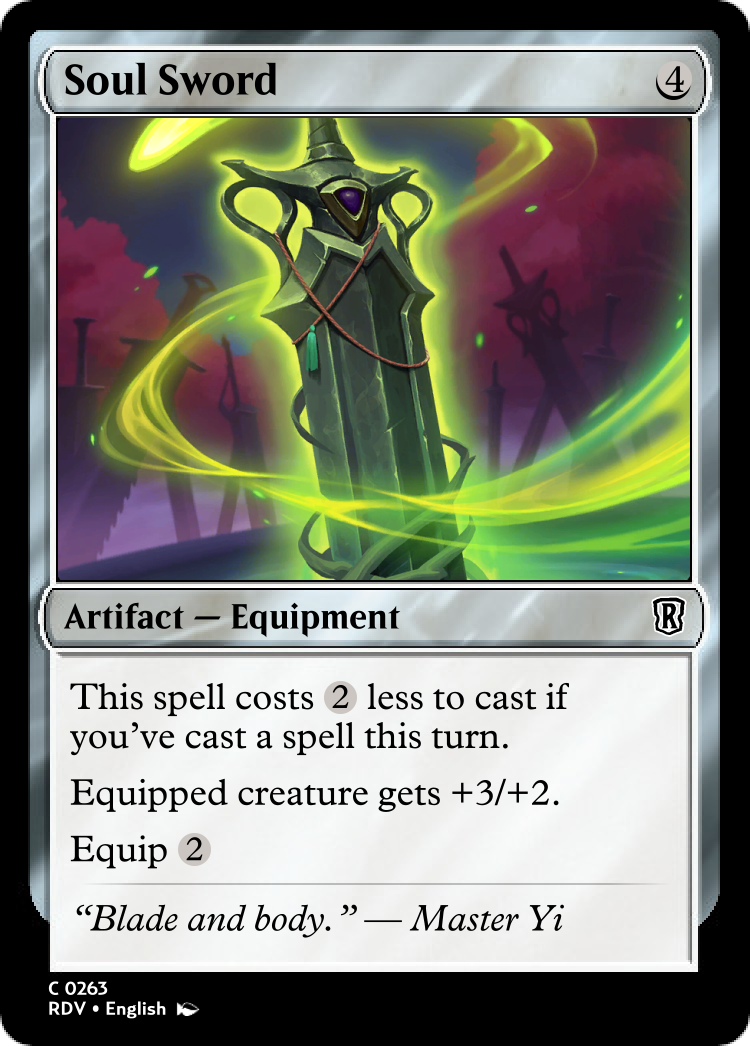 Soul Sword 4
Artifact — Equipment R
This spell costs 2 less to cast if
you’ve cast a spell this turn.
Equipped creature gets +3/+2.
Equip 2
“Blade and body.” — Master Yi
C 0263
RDV • English